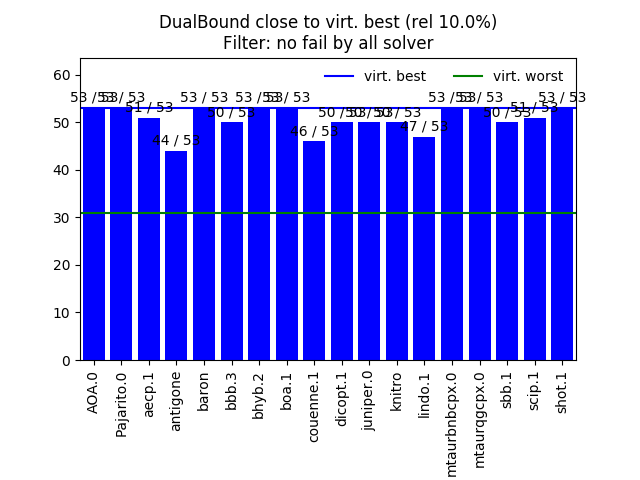 DualBound close to virt. best (rel 10.0%)
Filter: no fail by all solver
virt. best
virt. worst
60
50
40
30
20
10
0
53 / 53
53 / 53
51 / 53
44 / 53
53 / 53
50 / 53
53 / 53
53 / 53
46 / 53
50 / 53
50 / 53
50 / 53
47 / 53
53 / 53
53 / 53
50 / 53
51 / 53
53 / 53
AOA.0
Pajarito.0
aecp.1
antigone
baron
bbb.3
bhyb.2
boa.1
couenne.1
dicopt.1
juniper.0
knitro
lindo.1
mtaurbnbcpx.0
mtaurqgcpx.0
sbb.1
scip.1
shot.1